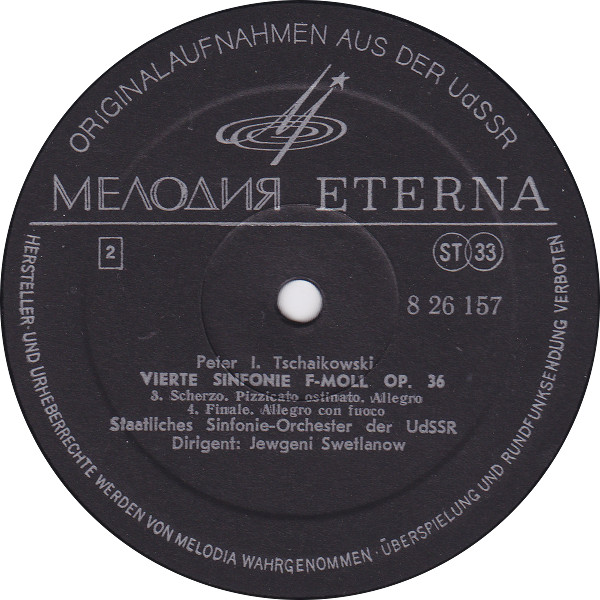 ORIGINALAUFNAHMEN AUS DER UdSSR
МЕЛОДИЯ ETERNA
2
ST 33
8 26 157
Peter I. Tschaikowski
VIERTE SINFONIE F-MOLL OP. 36
3. Scherzo. Pizzicato ostinato. Allegro
4. Finale. Allegro con fuoco
Staatliches Sinfonie-Orchester der UdSSR
Dirigent: Jewgeni Swetlanow
HERSTELLER- UND URHEBERRECHTE WERDEN VON MELODIA WAHRGENOMMEN · ÜBERSPIELUNG UND RUNDFUNKSENDUNG VERBOTEN